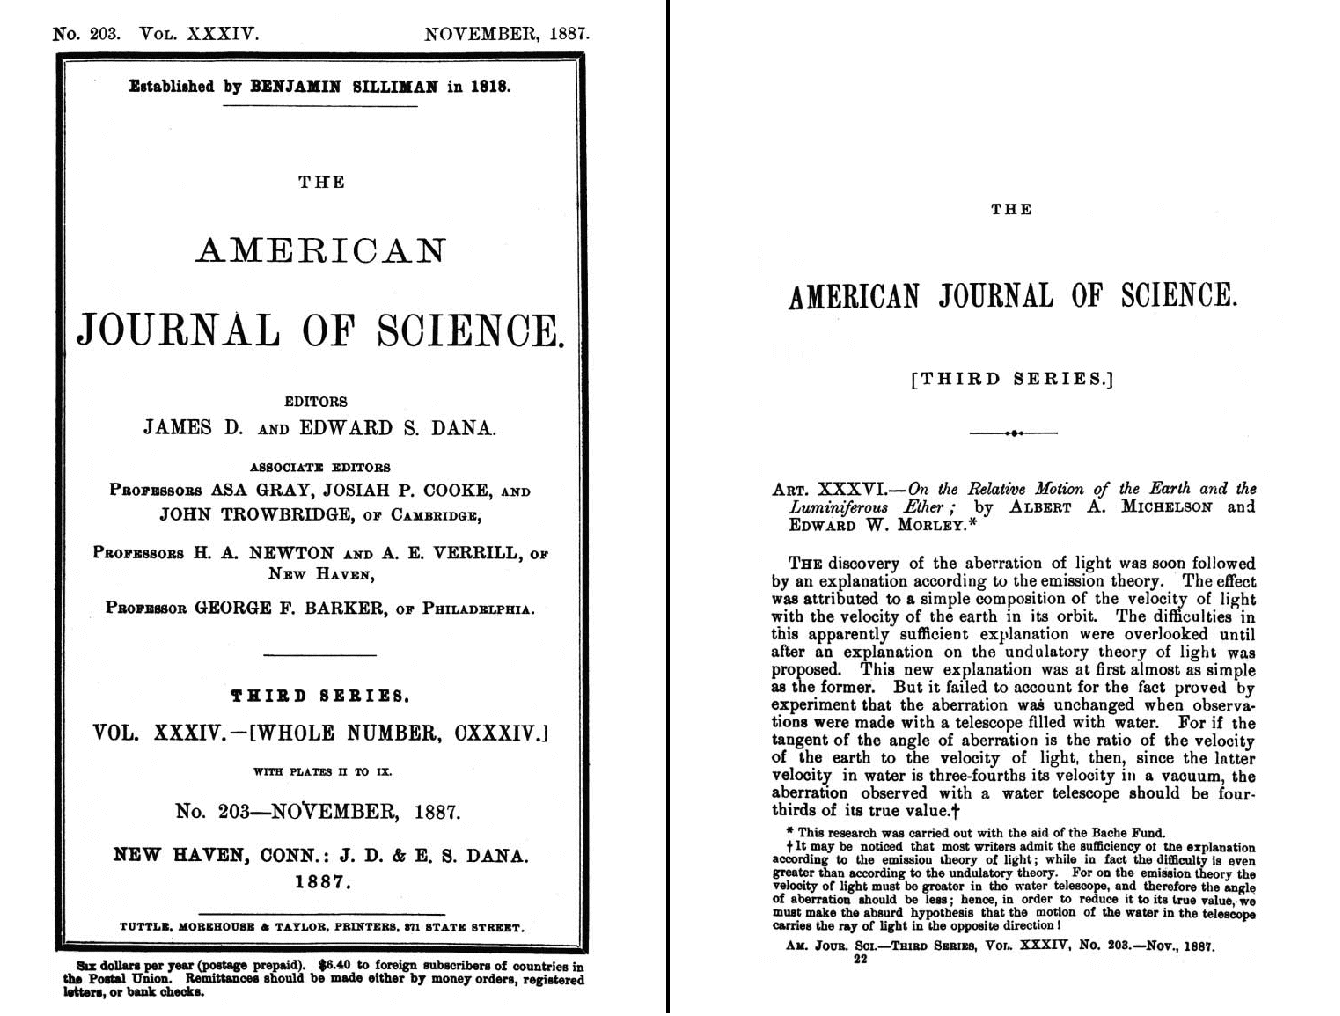 No. 203. Vol. XXXIV. NOVEMBER, 1887.
Established by BENJAMIN SILLIMAN in 1818.
THE
AMERICAN
JOURNAL OF SCIENCE.
EDITORS
JAMES D. AND EDWARD S. DANA.
ASSOCIATE EDITORS
Professors ASA GRAY, JOSIAH P. COOKE, AND
JOHN TROWBRIDGE, OF Cambridge,
Professors H. A. NEWTON AND A. E. VERRILL, OF
New Haven,
Professor GEORGE F. BARKER, OF Philadelphia.
THIRD SERIES.
VOL. XXXIV.—[WHOLE NUMBER, CXXXIV.]
WITH PLATES II TO IX.
No. 203—NOVEMBER, 1887.
NEW HAVEN, CONN.: J. D. & E. S. DANA.
1887.
TUTTLE, MOREHOUSE & TAYLOR, PRINTERS, 371 STATE STREET.
Six dollars per year (postage prepaid). $6.40 to foreign subscribers of countries in
the Postal Union. Remittances should be made either by money orders, registered
letters, or bank checks.
THE
AMERICAN JOURNAL OF SCIENCE.
[THIRD SERIES.]
Art. XXXVI.—On the Relative Motion of the Earth and the
Luminiferous Ether; by Albert A. Michelson and
Edward W. Morley.*
The discovery of the aberration of light was soon followed
by an explanation according to the emission theory. The effect
was attributed to a simple composition of the velocity of light
with the velocity of the earth in its orbit. The difficulties in
this apparently sufficient explanation were overlooked until
after an explanation on the undulatory theory of light was
proposed. This new explanation was at first almost as simple
as the former. But it failed to account for the fact proved by
experiment that the aberration was unchanged when observa-
tions were made with a telescope filled with water. For if the
tangent of the angle of aberration is the ratio of the velocity
of the earth to the velocity of light, then, since the latter
velocity in water is three-fourths its velocity in a vacuum, the
aberration observed with a water telescope should be four-
thirds of its true value.†
* This research was carried out with the aid of the Bache Fund.
† It may be noticed that most writers admit the sufficiency of the explanation
according to the emission theory of light; while in fact the difficulty is even
greater than according to the undulatory theory. For on the emission theory the
velocity of light must be greater in the water telescope, and therefore the angle
of aberration should be less; hence, in order to reduce it to its true value, we
must make the absurd hypothesis that the motion of the water in the telescope
carries the ray of light in the opposite direction!
Am. Jour. Sci.—Third Series, Vol. XXXIV, No. 203.—Nov., 1887.
22